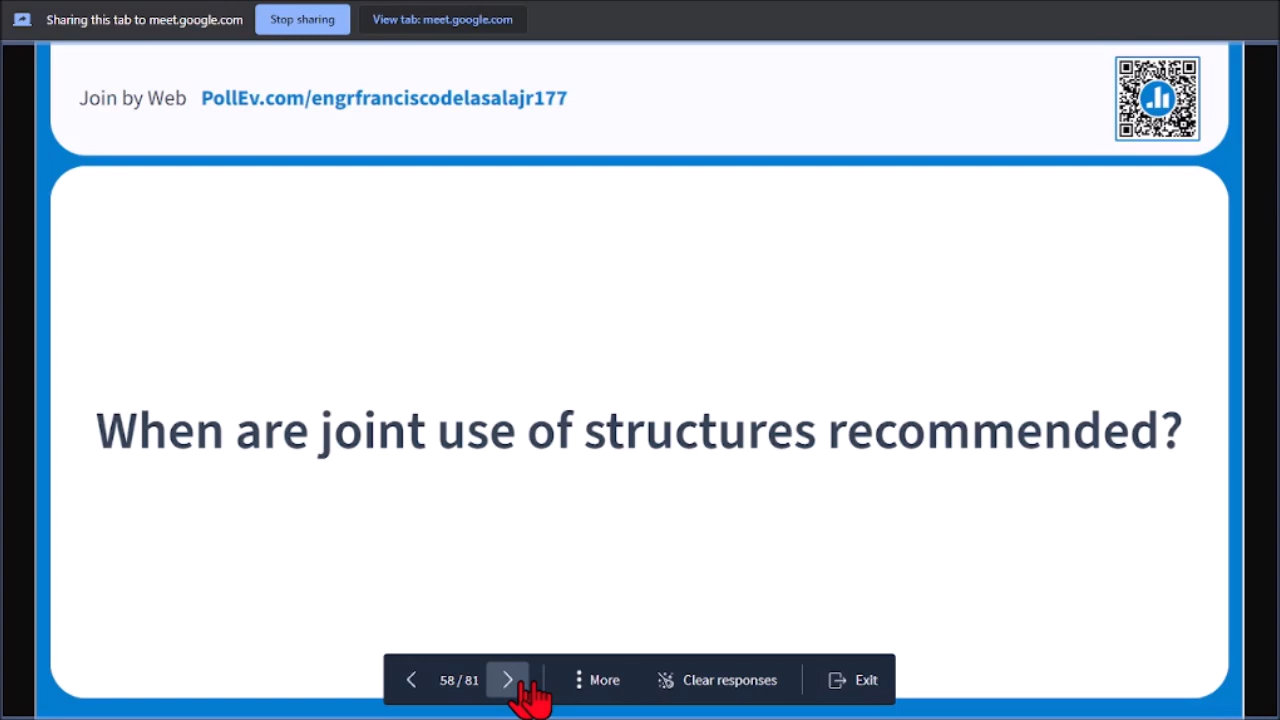 Sharing this tab to meet.google.com Stop sharing View tab: meet.google.com
Join by Web PollEv.com/engrfranciscodelasalajr177
When are joint use of structures recommended?
58 / 81 More Clear responses Exit